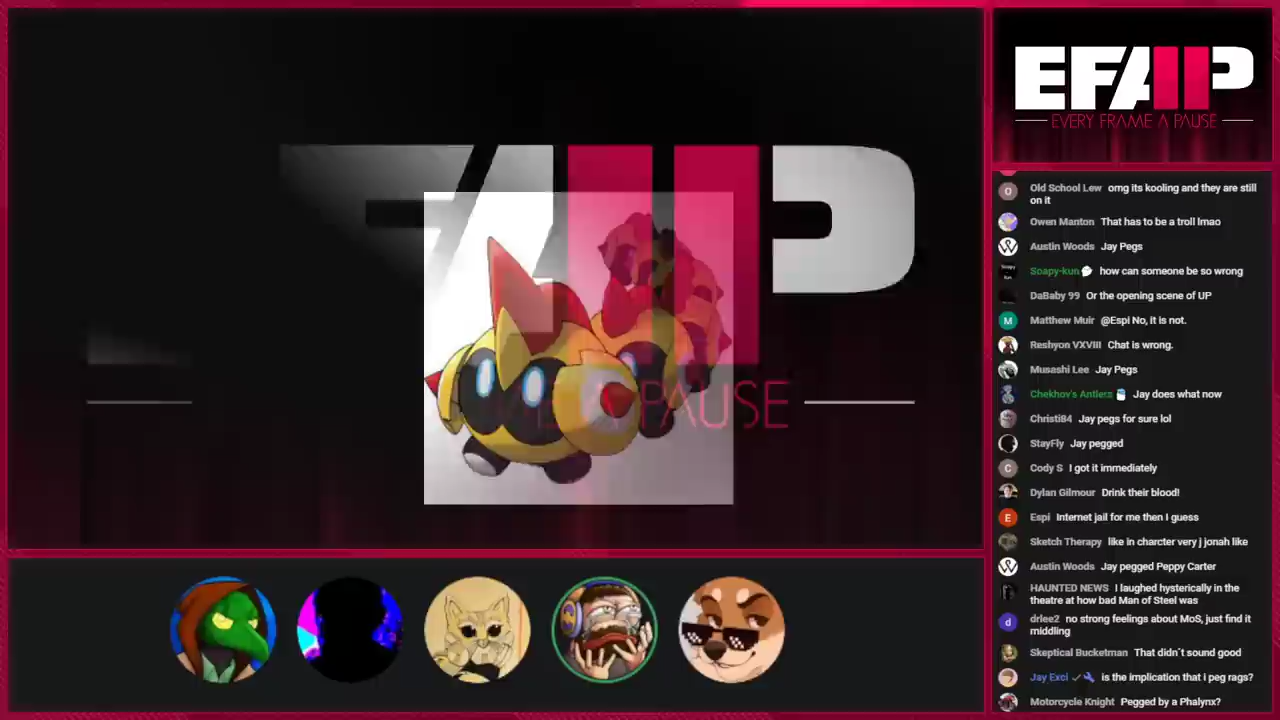 EFAP
EVERY FRAME A PAUSE
FAP
PAUSE
Old School Lew omg its kooling and they are still
on it
Owen Manton That has to be a troll lmao
Austin Woods Jay Pegs
Soapy-kun how can someone be so wrong
DaBaby 99 Or the opening scene of UP
Matthew Muir @Espi No, it is not.
Reshyon VXVIII Chat is wrong.
Musashi Lee Jay Pegs
Chekhov's Antlers Jay does what now
Christi84 Jay pegs for sure lol
StayFly Jay pegged
Cody S I got it immediately
Dylan Gilmour Drink their blood!
Espi Internet jail for me then I guess
Sketch Therapy like in charcter very j jonah like
Austin Woods Jay pegged Peppy Carter
HAUNTED NEWS I laughed hysterically in the
theatre at how bad Man of Steel was
drlee2 no strong feelings about MoS, just find it
middling
Skeptical Bucketman That didn´t sound good
Jay Exci is the implication that i peg rags?
Motorcycle Knight Pegged by a Phalynx?